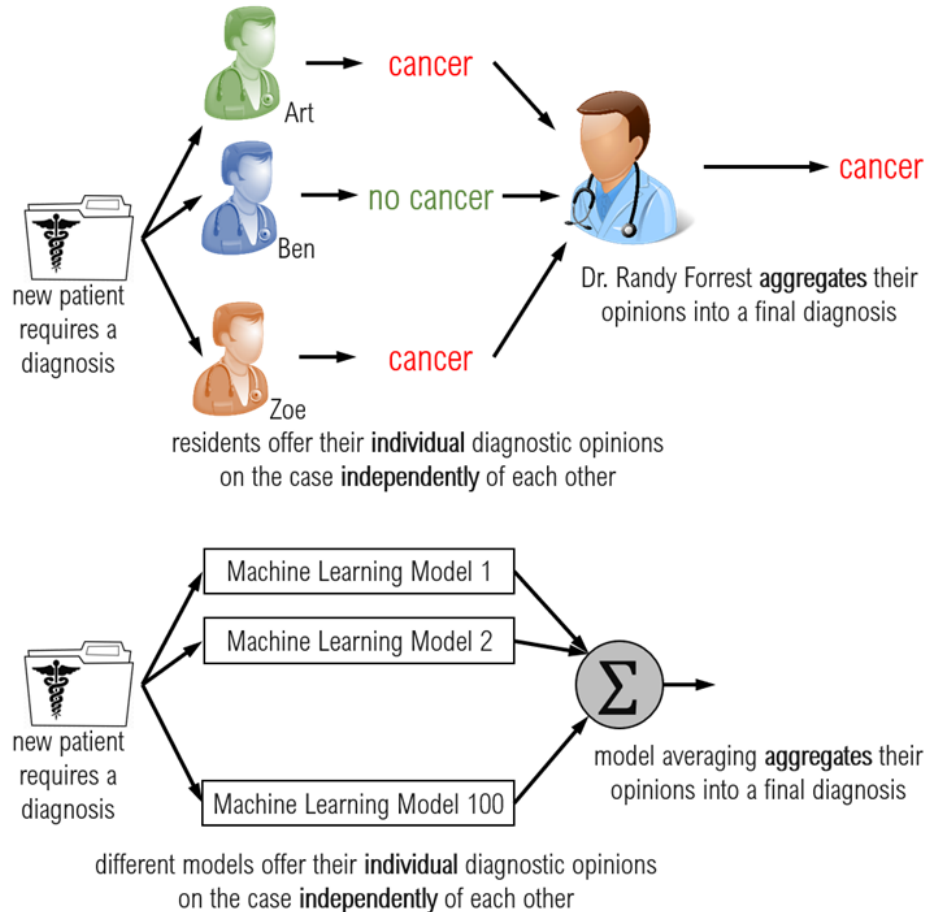 Art
cancer
Ben
no cancer
Zoe
cancer
cancer
new patient
requires a
diagnosis
Dr. Randy Forrest aggregates their
opinions into a final diagnosis
residents offer their individual diagnostic opinions
on the case independently of each other
Machine Learning Model 1
Machine Learning Model 2
Machine Learning Model 100
Σ
new patient
requires a
diagnosis
model averaging aggregates their
opinions into a final diagnosis
different models offer their individual diagnostic opinions
on the case independently of each other